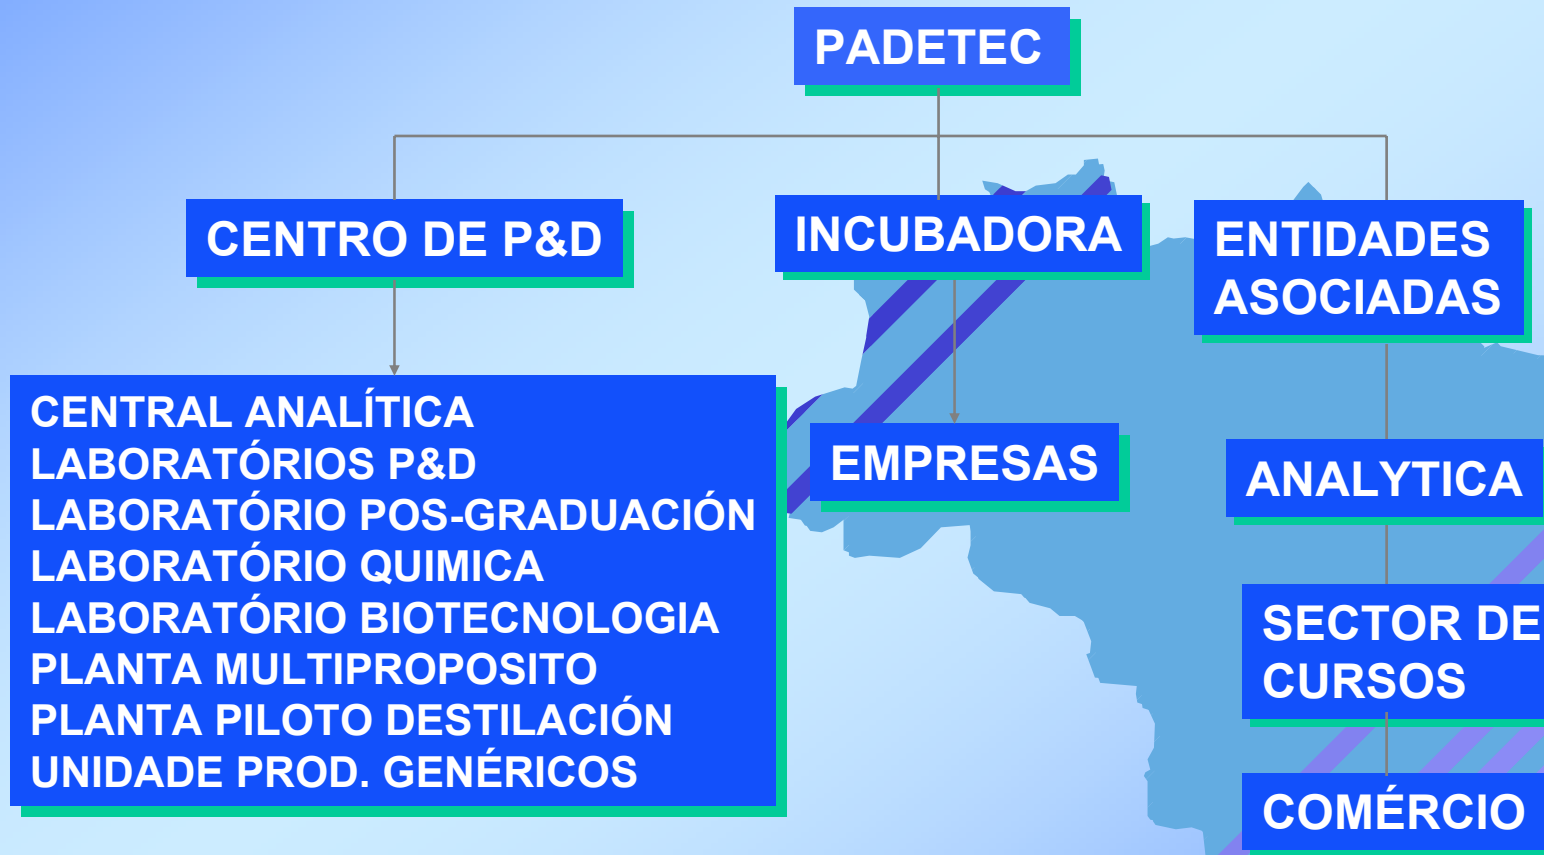 PADETEC
CENTRO DE P&D
INCUBADORA
ENTIDADES
ASOCIADAS
CENTRAL ANALÍTICA
LABORATÓRIOS P&D
LABORATÓRIO POS-GRADUACIÓN
LABORATÓRIO QUIMICA
LABORATÓRIO BIOTECNOLOGIA
PLANTA MULTIPROPOSITO
PLANTA PILOTO DESTILACIÓN
UNIDADE PROD. GENÉRICOS
EMPRESAS
ANALYTICA
SECTOR DE
CURSOS
COMÉRCIO